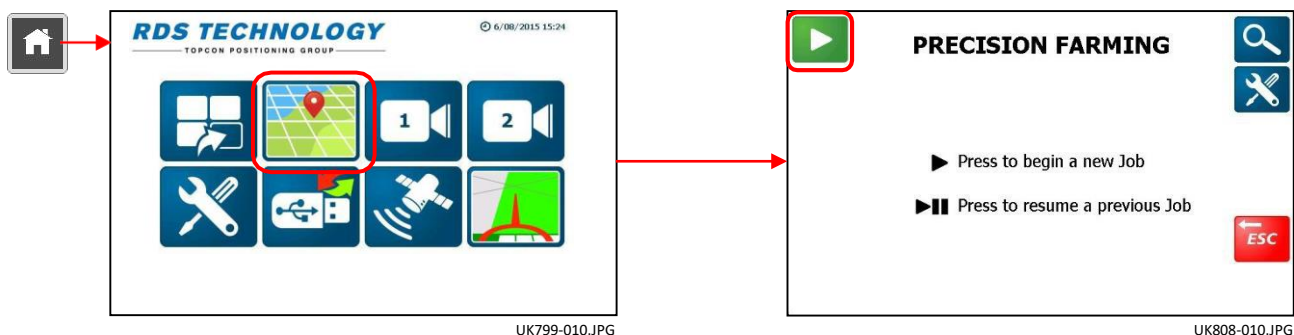 RDS TECHNOLOGY
TOPCON POSITIONING GROUP
6/08/2015 15:24
1
2
UK799-010.JPG
PRECISION FARMING
Press to begin a new Job
Press to resume a previous Job
ESC
UK808-010.JPG